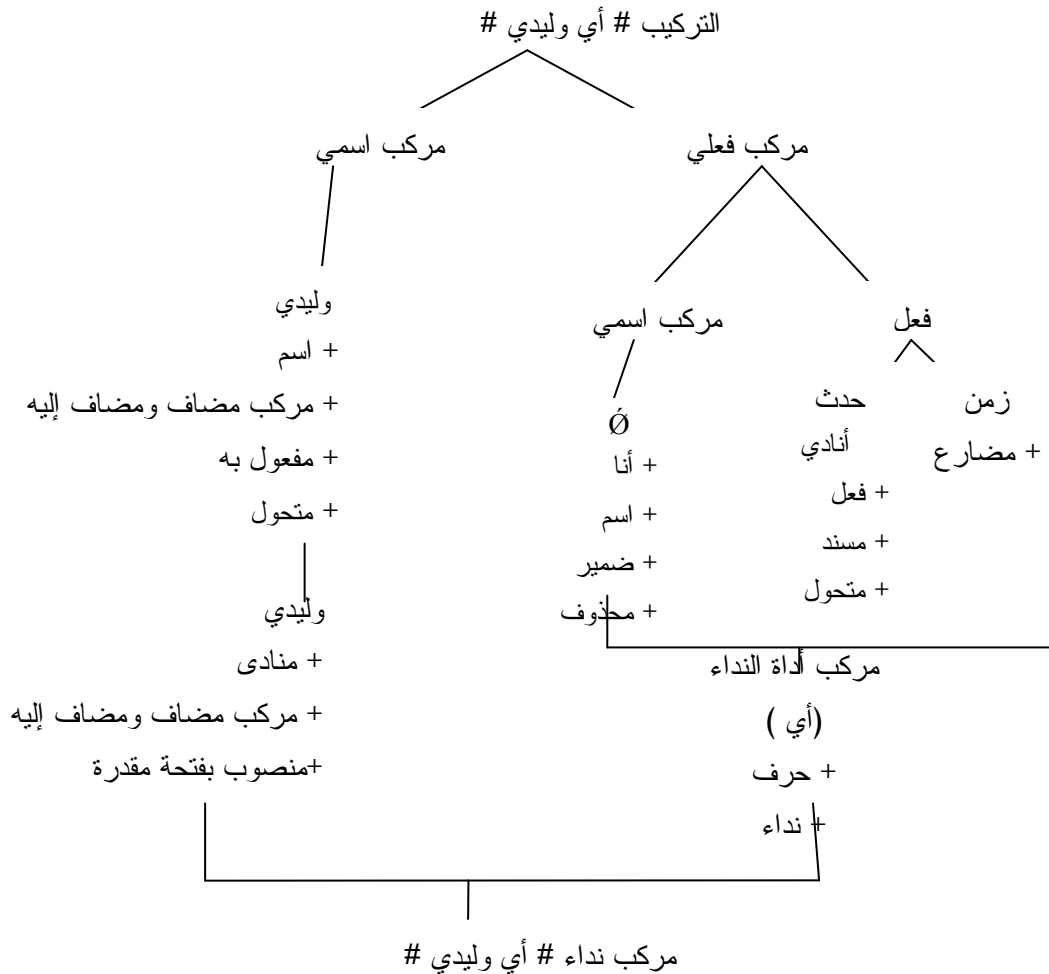 التركيب # أي وليدي #
مركب فعلي
مركب اسمي
فعل
مركب اسمي
زمن
+ مضارع
حدث
أنادي
+ فعل
+ مسند
+ متحول
Ǿ
+ أنا
+ اسم
+ ضمير
+ محذوف
وليدي
+ اسم
+ مركب مضاف ومضاف إليه
+ مفعول به
+ متحول
مركب أداة النداء
(أي )
+ حرف
+ نداء
وليدي
+ منادى
+ مركب مضاف ومضاف إليه
+منصوب بفتحة مقدرة
مركب نداء # أي وليدي #